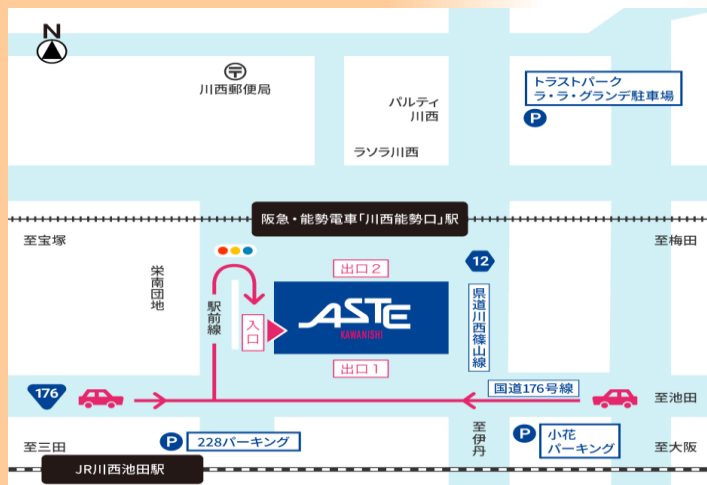 N
川西郵便局
パルティ
川西
ラソラ川西
トラストパーク
ラ・ラ・グランデ駐車場
P
阪急・能勢電車「川西能勢口」駅
至宝塚
至梅田
栄南団地
駅前線
出口2
12
県道川西篠山線
入口
ASTE
KAWANISHI
出口1
176
国道176号線
至池田
至三田
P
228パーキング
至伊丹
P
小花
パーキング
至大阪
JR川西池田駅